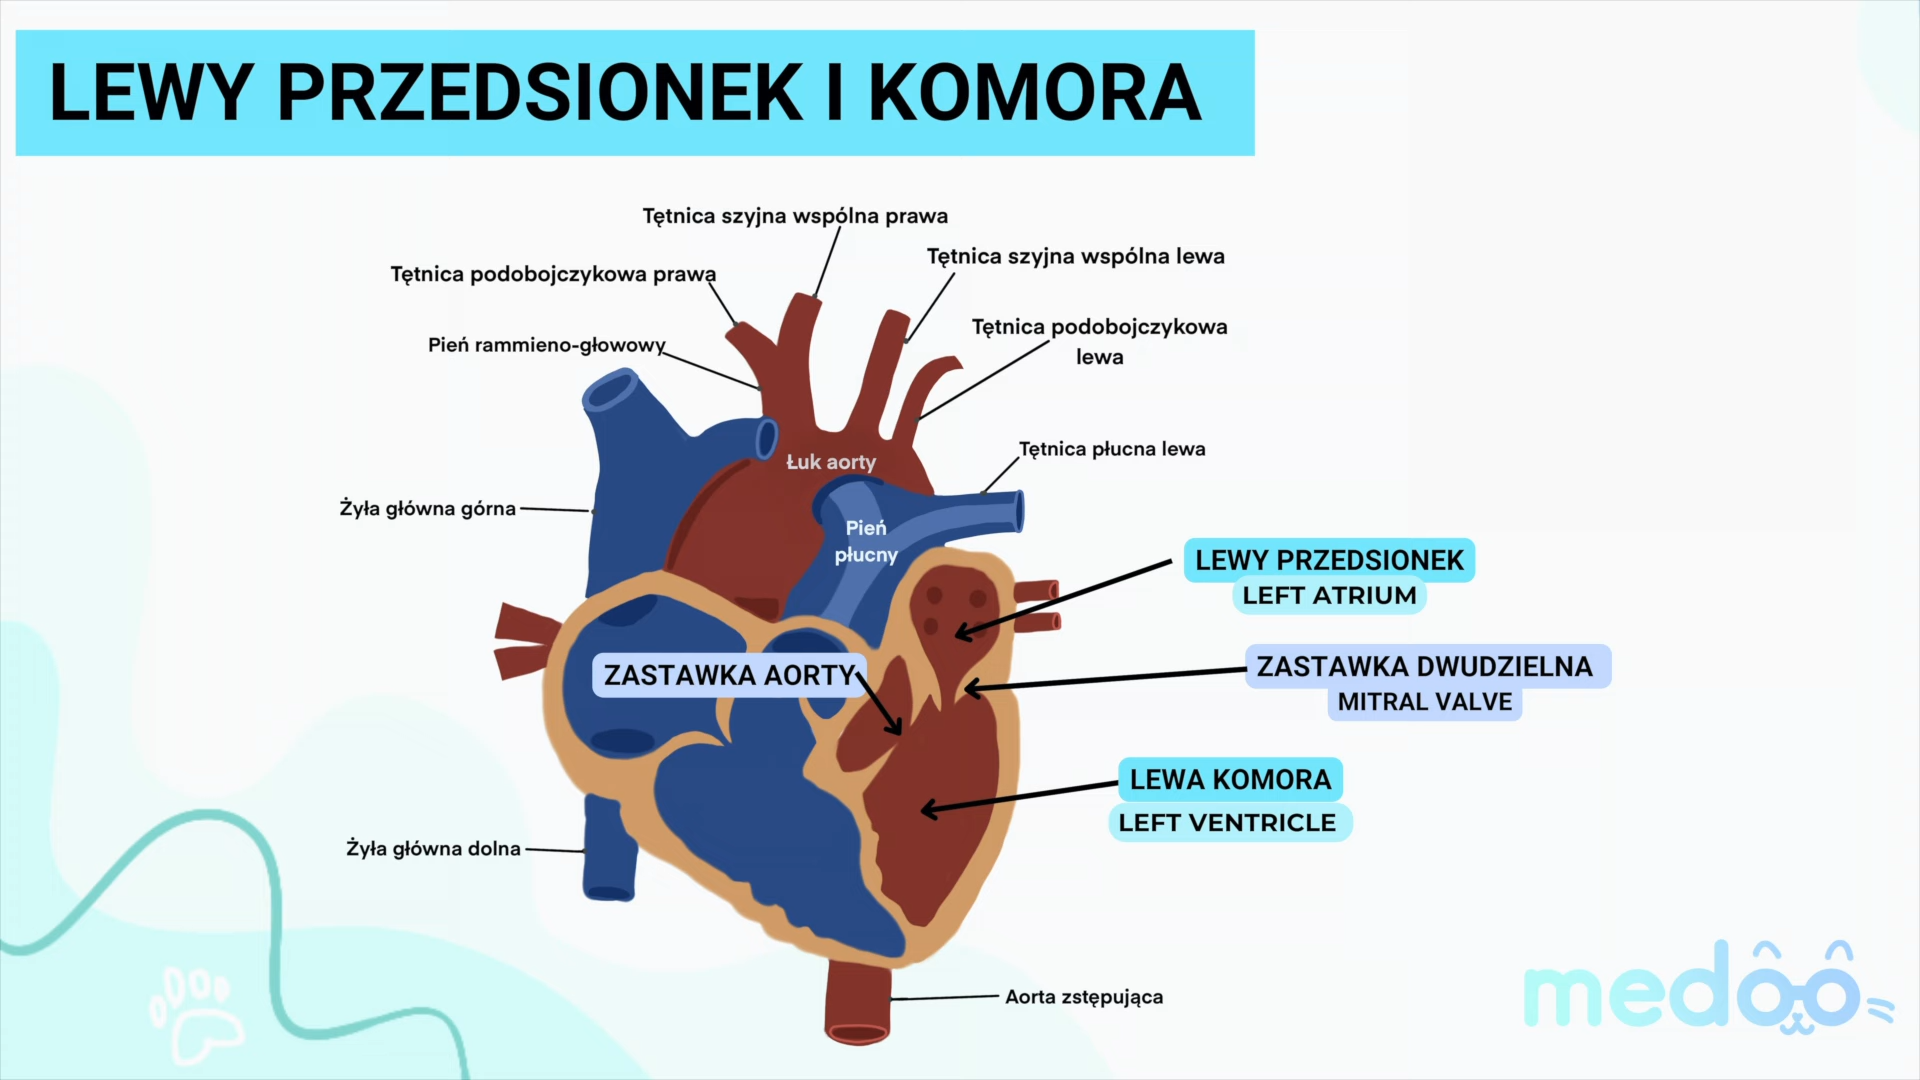 LEWY PRZEDSIONEK I KOMORA
Tętnica szyjna wspólna prawa
Tętnica szyjna wspólna lewa
Tętnica podobojczykowa prawa
Tętnica podobojczykowa
lewa
Pień rammieno-głowowy
Tętnica płucna lewa
Łuk aorty
Żyła główna górna
Pień
płucny
LEWY PRZEDSIONEK
LEFT ATRIUM
ZASTAWKA AORTY
ZASTAWKA DWUDZIELNA
MITRAL VALVE
LEWA KOMORA
LEFT VENTRICLE
Żyła główna dolna
Aorta zstępująca
medoo